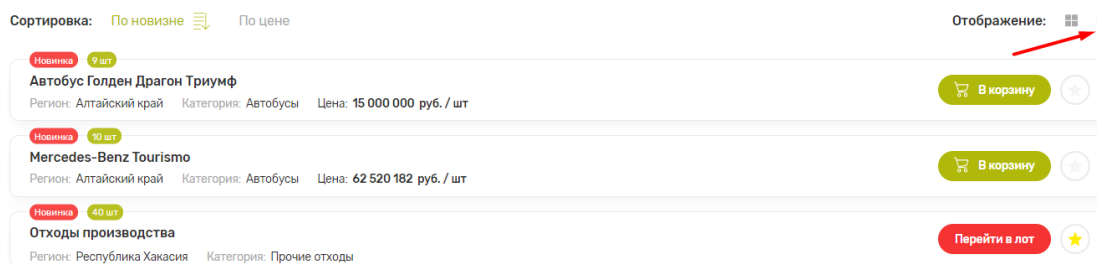 Сортировка: По новизне По цене Отображение:
Новинка 9 шт
Автобус Голден Драгон Триумф
Регион: Алтайский край Категория: Автобусы Цена: 15 000 000 руб. / шт
В корзину
Новинка 10 шт
Mercedes-Benz Tourismo
Регион: Алтайский край Категория: Автобусы Цена: 62 520 182 руб. / шт
В корзину
Новинка 40 шт
Отходы производства
Регион: Республика Хакасия Категория: Прочие отходы
Перейти в лот